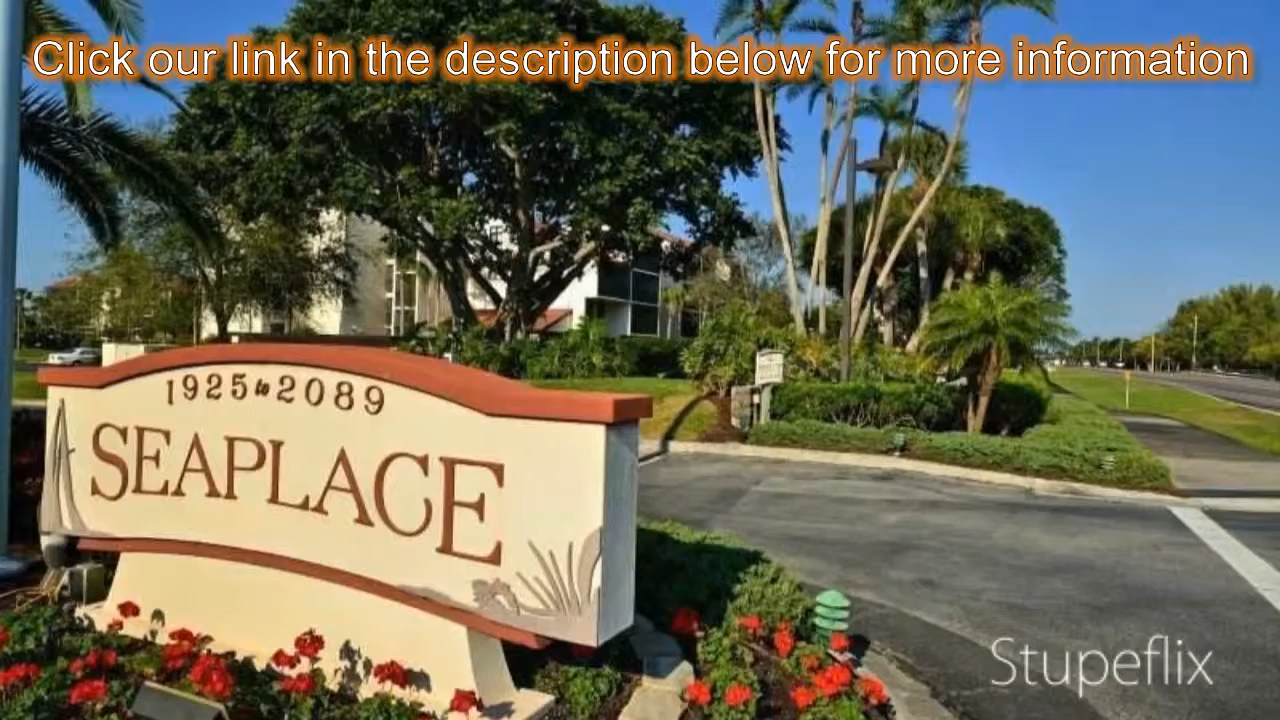 Click our link in the description below for more information
1925 to 2089
SEAPLACE
Stupeflix